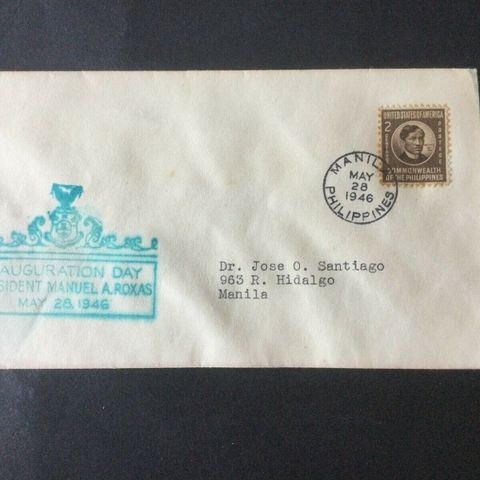 UNITED STATES OF AMERICA
2
CENTAVOS
POSTAGE
COMMONWEALTH
OF THE PHILIPPINES
MANILA
MAY
28
1946
PHILIPPINES
AUGURATION DAY
SIDENT MANUEL A. ROXAS
MAY 28, 1946
Dr. Jose O. Santiago
963 R. Hidalgo
Manila